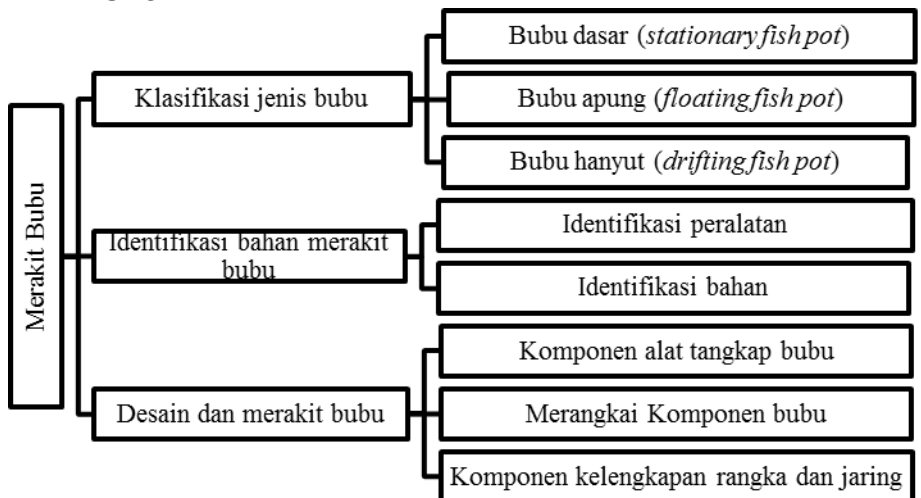 Merakit Bubu
Klasifikasi jenis bubu
Bubu dasar (stationary fish pot)
Bubu apung (floating fish pot)
Bubu hanyut (drifting fish pot)
Identifikasi bahan merakit
bubu
Identifikasi peralatan
Identifikasi bahan
Desain dan merakit bubu
Komponen alat tangkap bubu
Merangkai Komponen bubu
Komponen kelengkapan rangka dan jaring